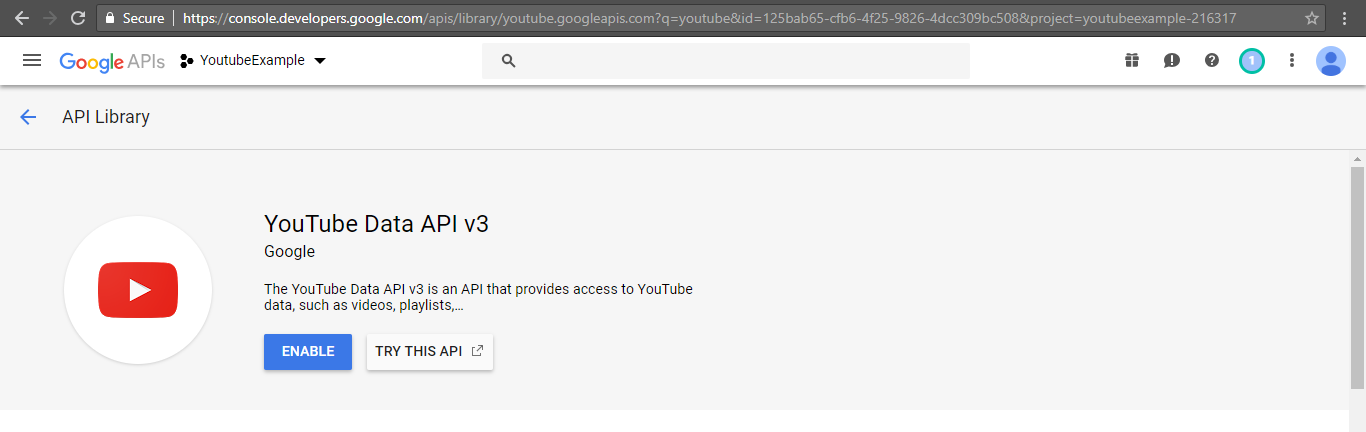 Secure https://console.developers.google.com/apis/library/youtube.googleapis.com?q=youtube&id=125bab65-cfb6-4f25-9826-4dcc309bc508&project=youtubeexample-216317
Google APIs YoutubeExample 1
API Library
YouTube Data API v3
Google
The YouTube Data API v3 is an API that provides access to YouTube
data, such as videos, playlists,...
ENABLE TRY THIS API